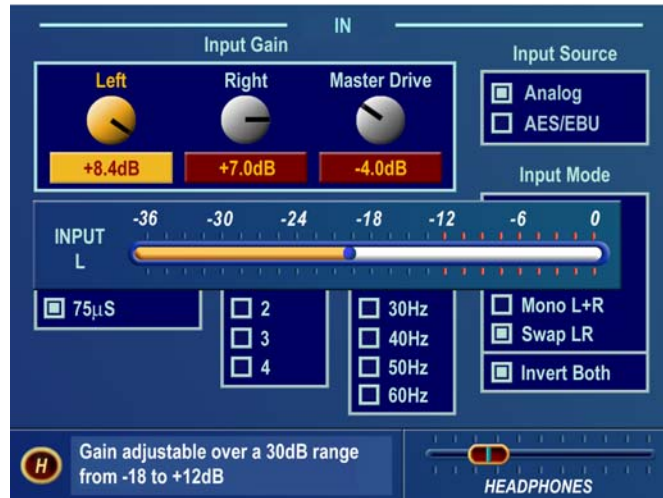 IN
Input Gain
Left Right Master Drive
+8.4dB +7.0dB -4.0dB
Input Source
Analog
AES/EBU
Input Mode
INPUT
L
-36 -30 -24 -18 -12 -6 0
75µS
2
3
4
30Hz
40Hz
50Hz
60Hz
Mono L+R
Swap LR
Invert Both
H
Gain adjustable over a 30dB range
from -18 to +12dB
HEADPHONES